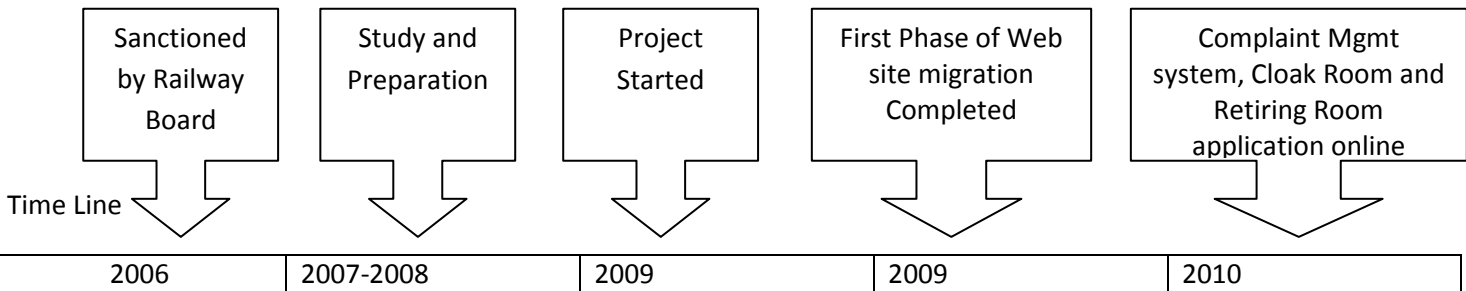 Sanctioned
by Railway
Board
Study and
Preparation
Project
Started
First Phase of Web
site migration
Completed
Complaint Mgmt
system, Cloak Room and
Retiring Room
application online
Time Line
2006
2007-2008
2009
2009
2010